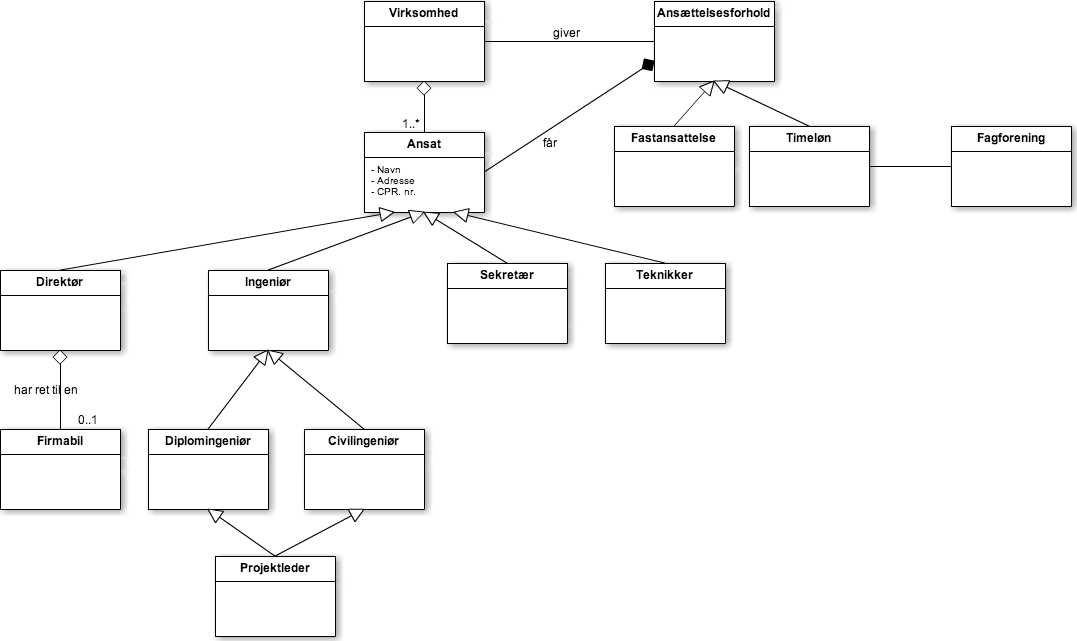 Virksomhed
Ansættelsesforhold
giver
1..*
Ansat
- Navn
- Adresse
- CPR. nr.
får
Fastansattelse
Timeløn
Fagforening
Direktør
Ingeniør
Sekretær
Teknikker
har ret til en
0..1
Firmabil
Diplomingeniør
Civilingeniør
Projektleder